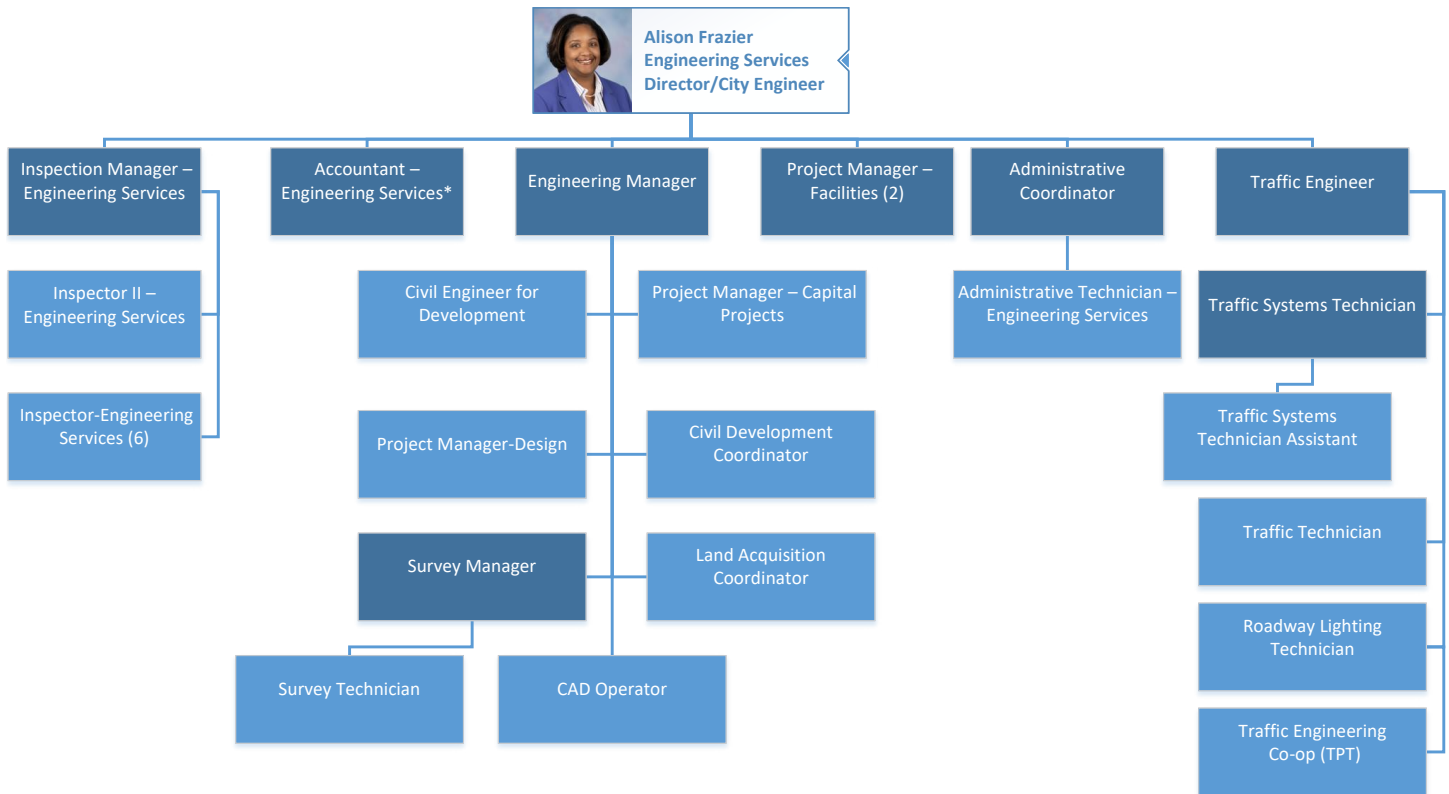 Alison Frazier
Engineering Services
Director/City Engineer
Inspection Manager –
Engineering Services
Accountant –
Engineering Services*
Engineering Manager
Project Manager –
Facilities (2)
Administrative
Coordinator
Traffic Engineer
Inspector II –
Engineering Services
Civil Engineer for
Development
Project Manager – Capital
Projects
Administrative Technician –
Engineering Services
Traffic Systems Technician
Inspector-Engineering
Services (6)
Project Manager-Design
Civil Development
Coordinator
Traffic Systems
Technician Assistant
Survey Manager
Land Acquisition
Coordinator
Traffic Technician
Survey Technician
CAD Operator
Roadway Lighting
Technician
Traffic Engineering
Co-op (TPT)